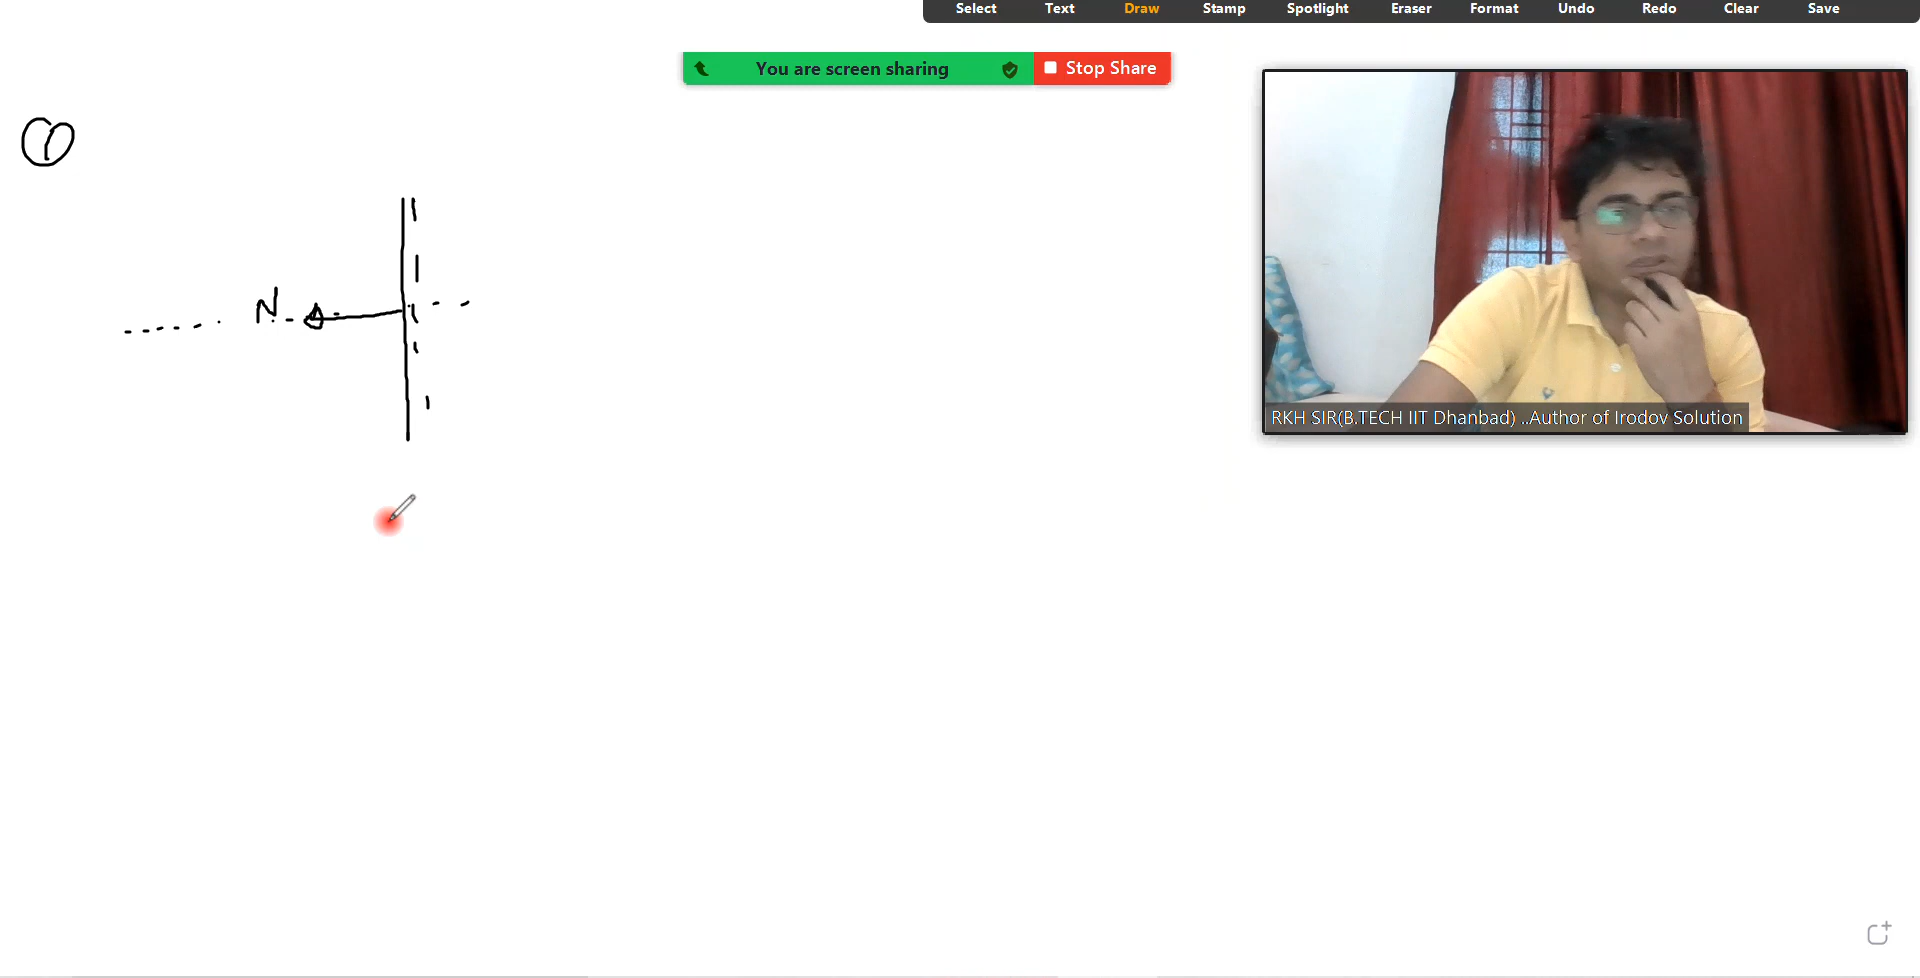 Select Text Draw Stamp Spotlight Eraser Format Undo Redo Clear Save
You are screen sharing Stop Share
1
N
RKH SIR(B.TECH IIT Dhanbad) ..Author of Irodov Solution